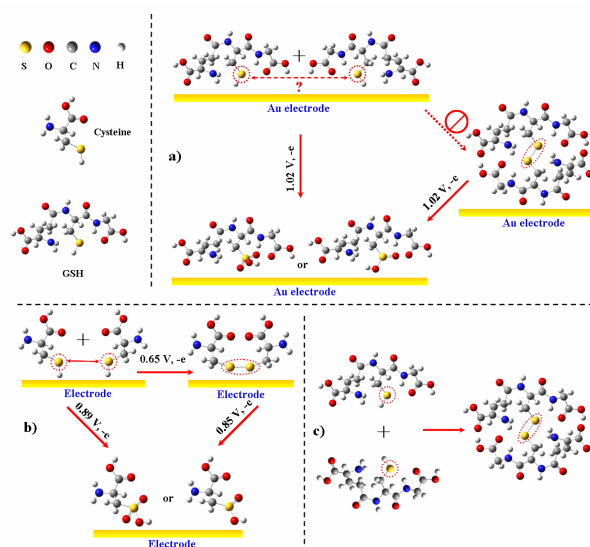 S O C N H
Cysteine
GSH
a)
+
?
Au electrode
1.02 V, -e
1.02 V, -e
Au electrode
or
Au electrode
b)
+
0.65 V, -e
Electrode
Electrode
0.89 V, -e
0.85 V, -e
or
Electrode
c)
+